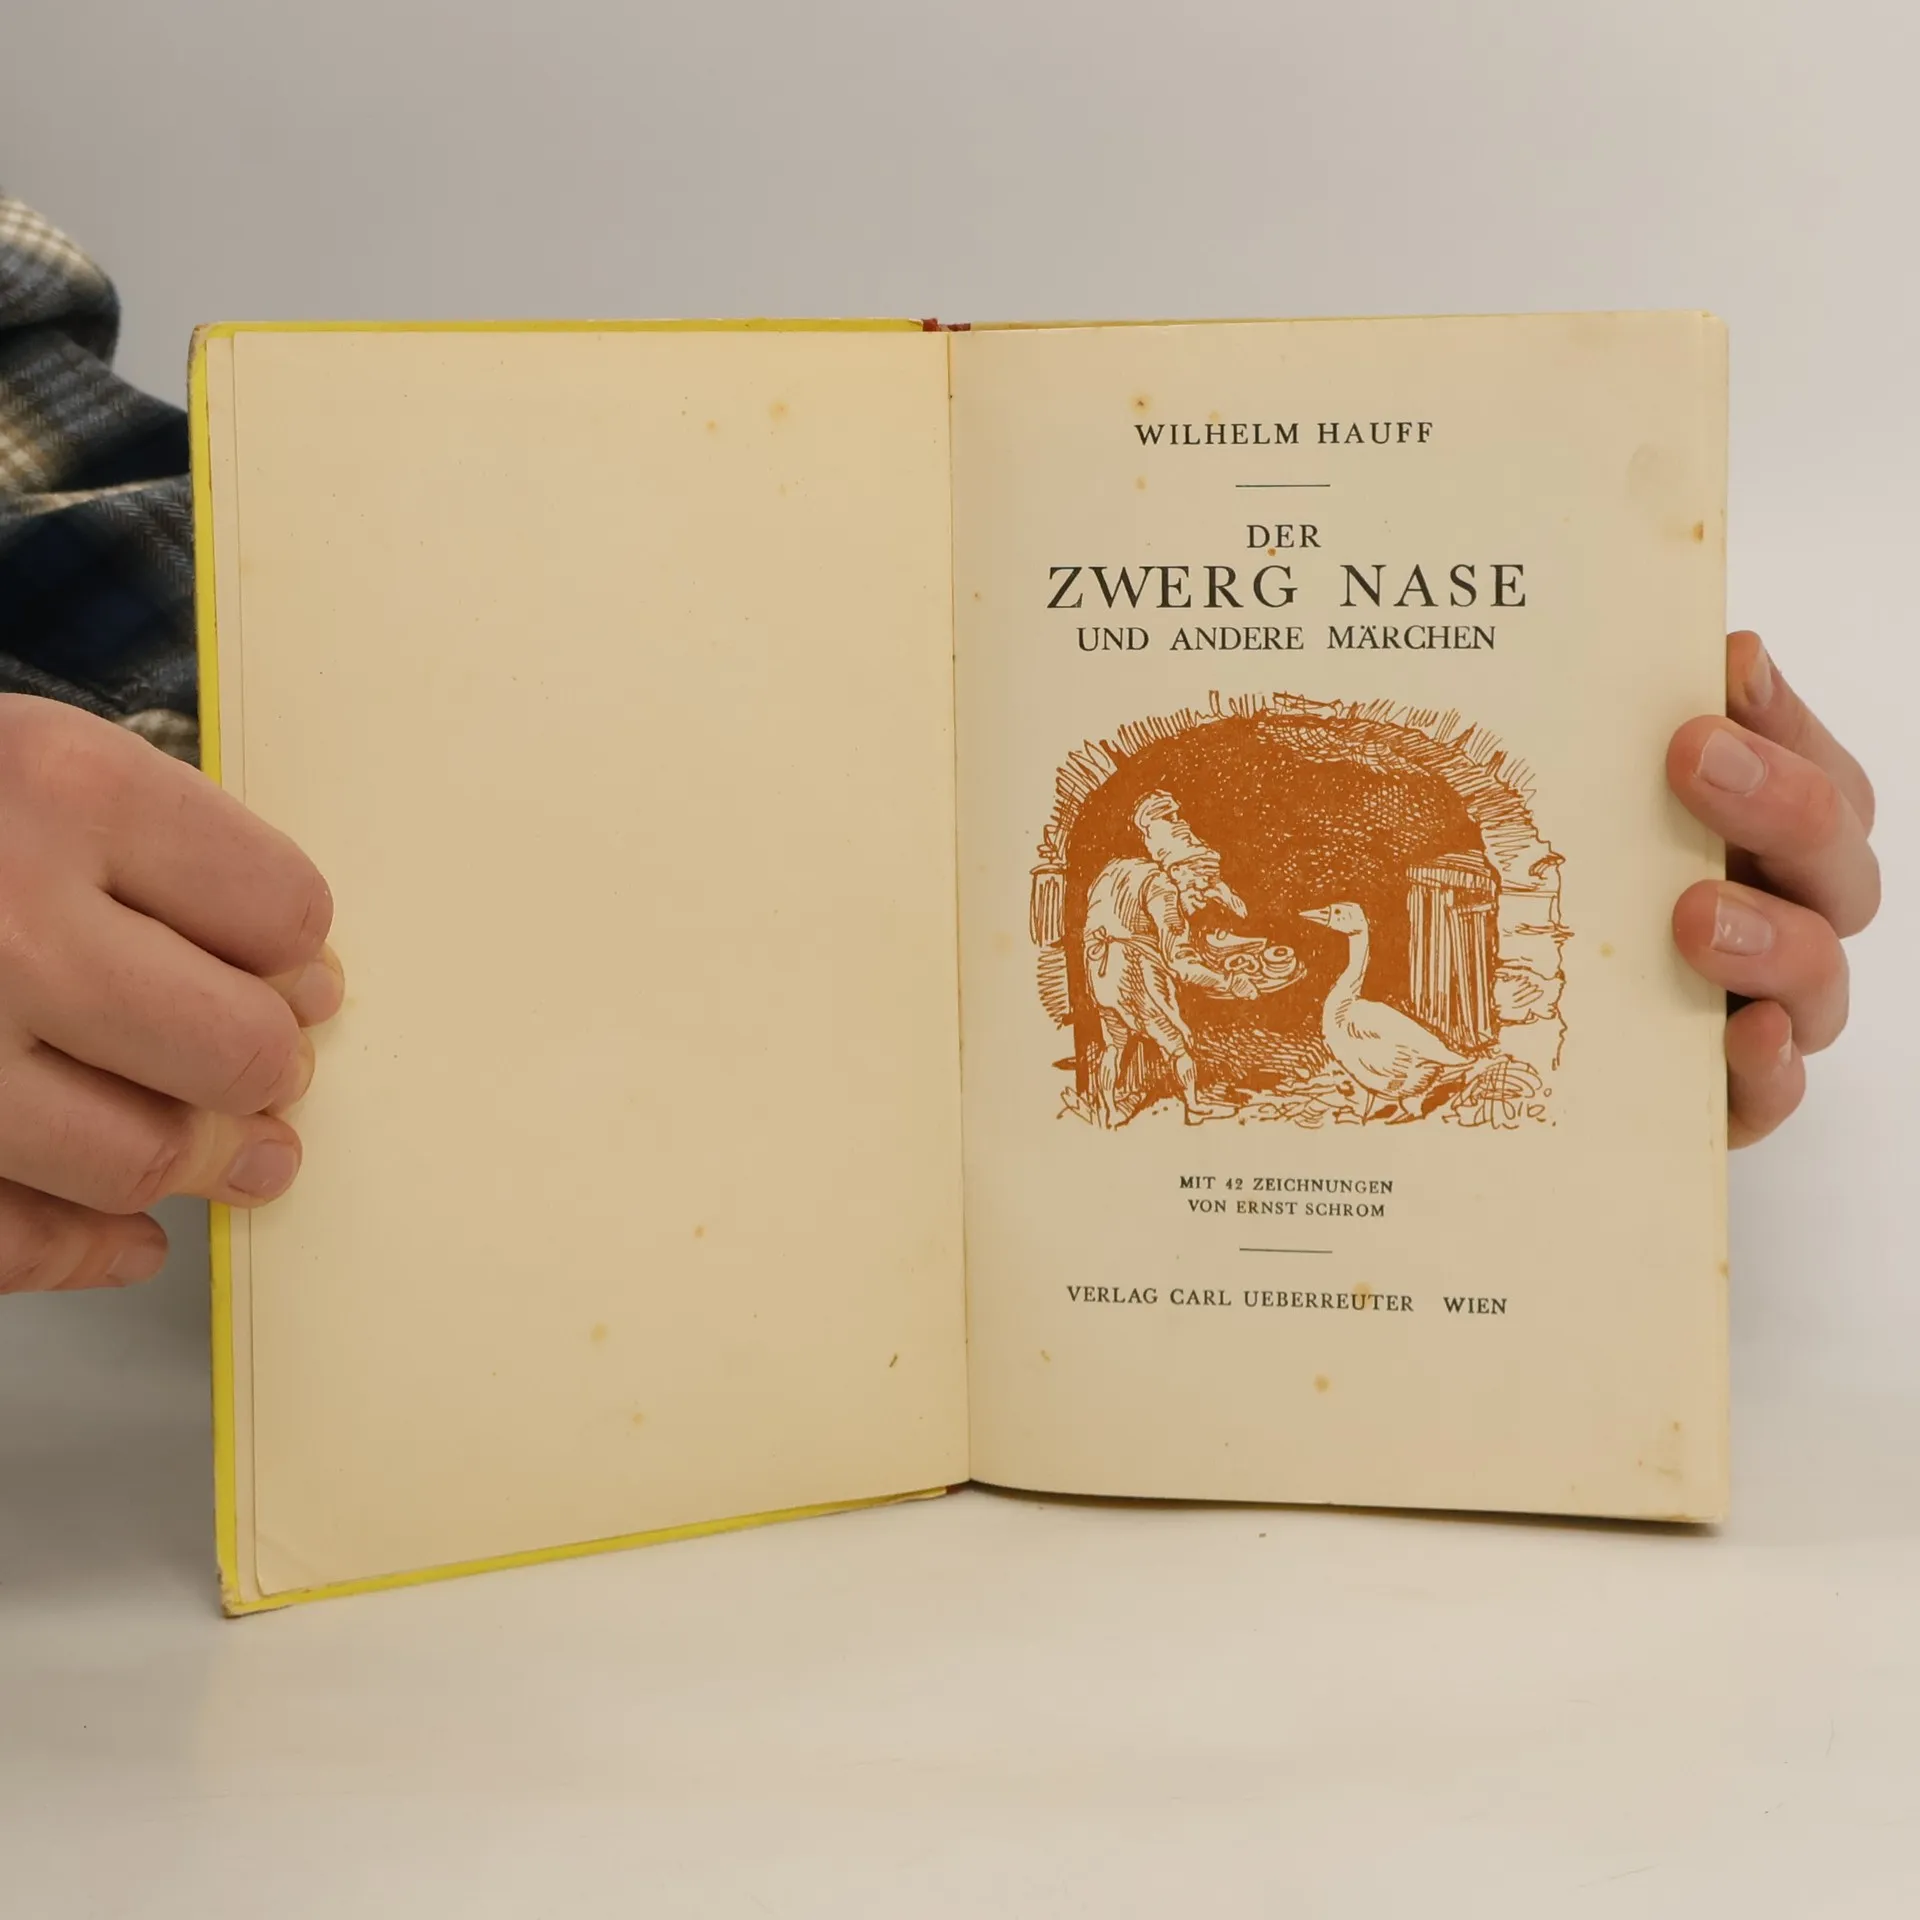 WILHELM HAUFF
DER
ZWERG NASE
UND ANDERE MÄRCHEN
MIT 42 ZEICHNUNGEN
VON ERNST SCHROM
VERLAG CARL UEBERREUTER WIEN